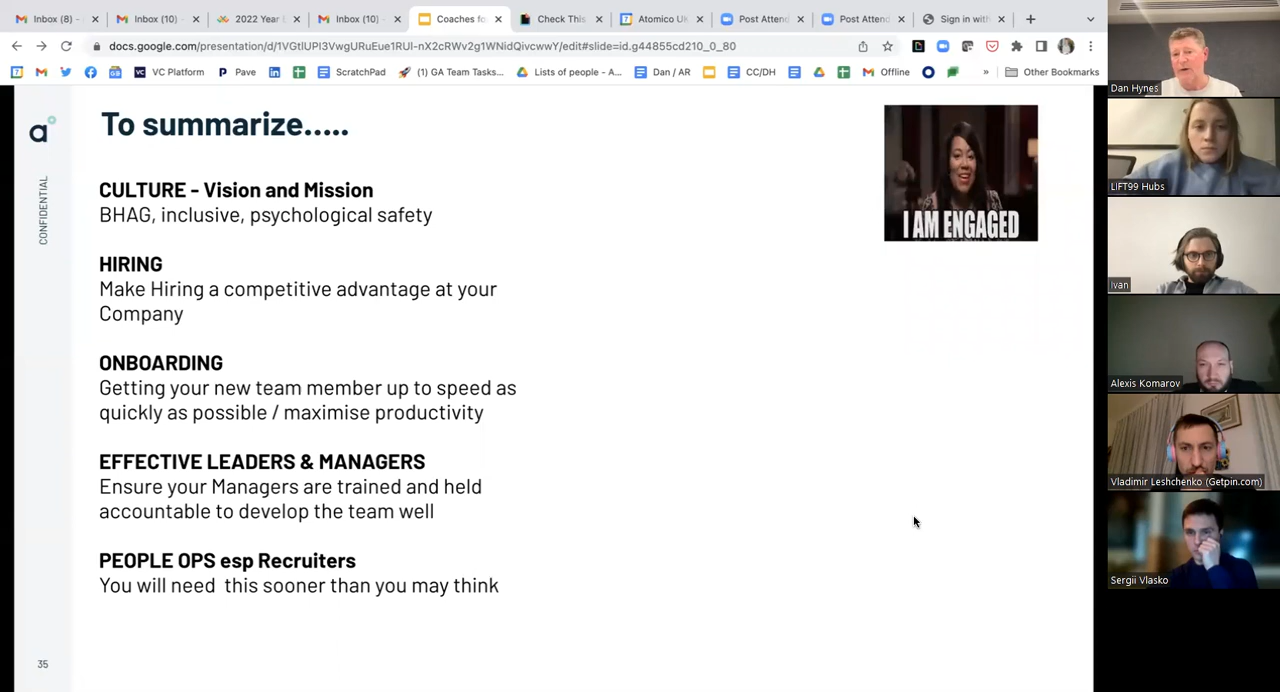 Inbox (8) -
Inbox (10) -
2022 Year E
Inbox (10) -
Coaches fo
Check This
Atomico UK
Post Attend
Post Attend
Sign in with
docs.google.com/presentation/d/1VGtlUPI3VwgURuEue1RUl-nX2cRWv2g1WNidQivcwwY/edit#slide=id.g44855cd210_0_80
VC Platform
Pave
ScratchPad
(1) GA Team Tasks...
Lists of people - A...
Dan / AR
CC/DH
Offline
»
Other Bookmarks
a
CONFIDENTIAL
To summarize.....
CULTURE - Vision and Mission
BHAG, inclusive, psychological safety
HIRING
Make Hiring a competitive advantage at your
Company
ONBOARDING
Getting your new team member up to speed as
quickly as possible / maximise productivity
EFFECTIVE LEADERS & MANAGERS
Ensure your Managers are trained and held
accountable to develop the team well
PEOPLE OPS esp Recruiters
You will need this sooner than you may think
35
I AM ENGAGED
Dan Hynes
LIFT99 Hubs
Ivan
Alexis Komarov
Vladimir Leshchenko (Getpin.com)
Sergii Vlasko